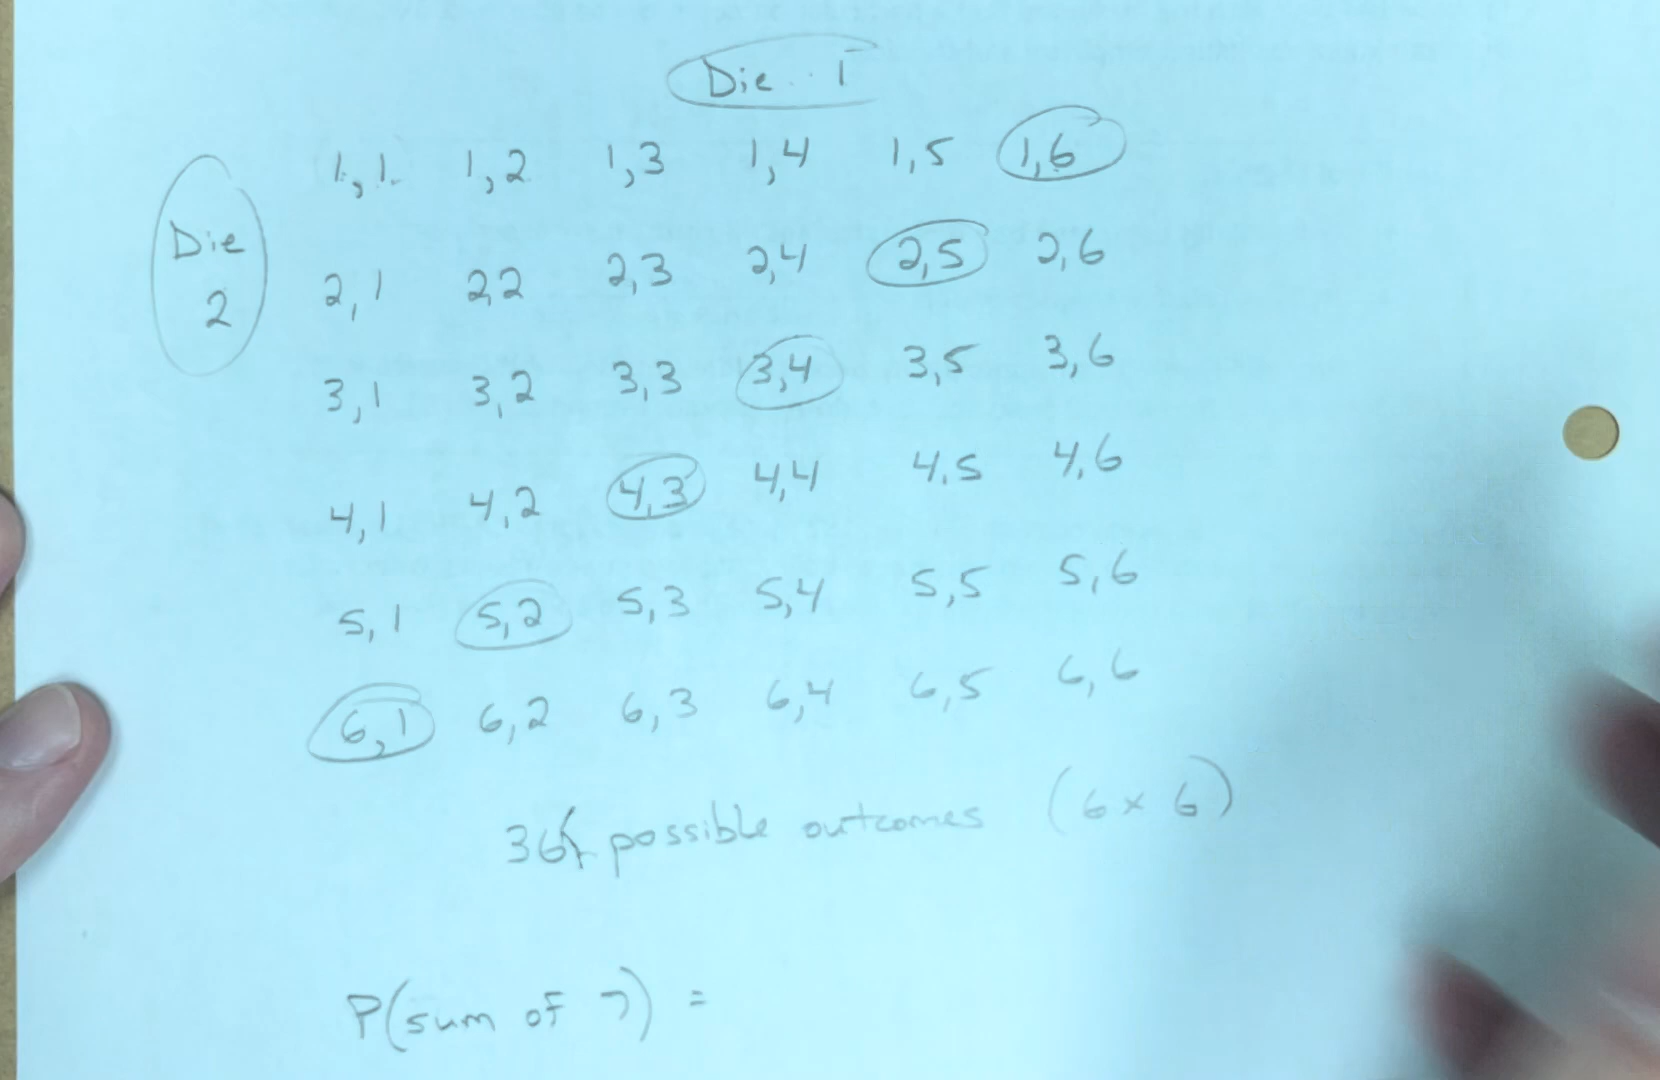 Die 1
1,1 1,2 1,3 1,4 1,5 1,6
Die
2
2,1 2,2 2,3 2,4 2,5 2,6
3,1 3,2 3,3 3,4 3,5 3,6
4,1 4,2 4,3 4,4 4,5 4,6
5,1 5,2 5,3 5,4 5,5 5,6
6,1 6,2 6,3 6,4 6,5 6,6
36 possible outcomes (6 x 6)
P(sum of 7) =